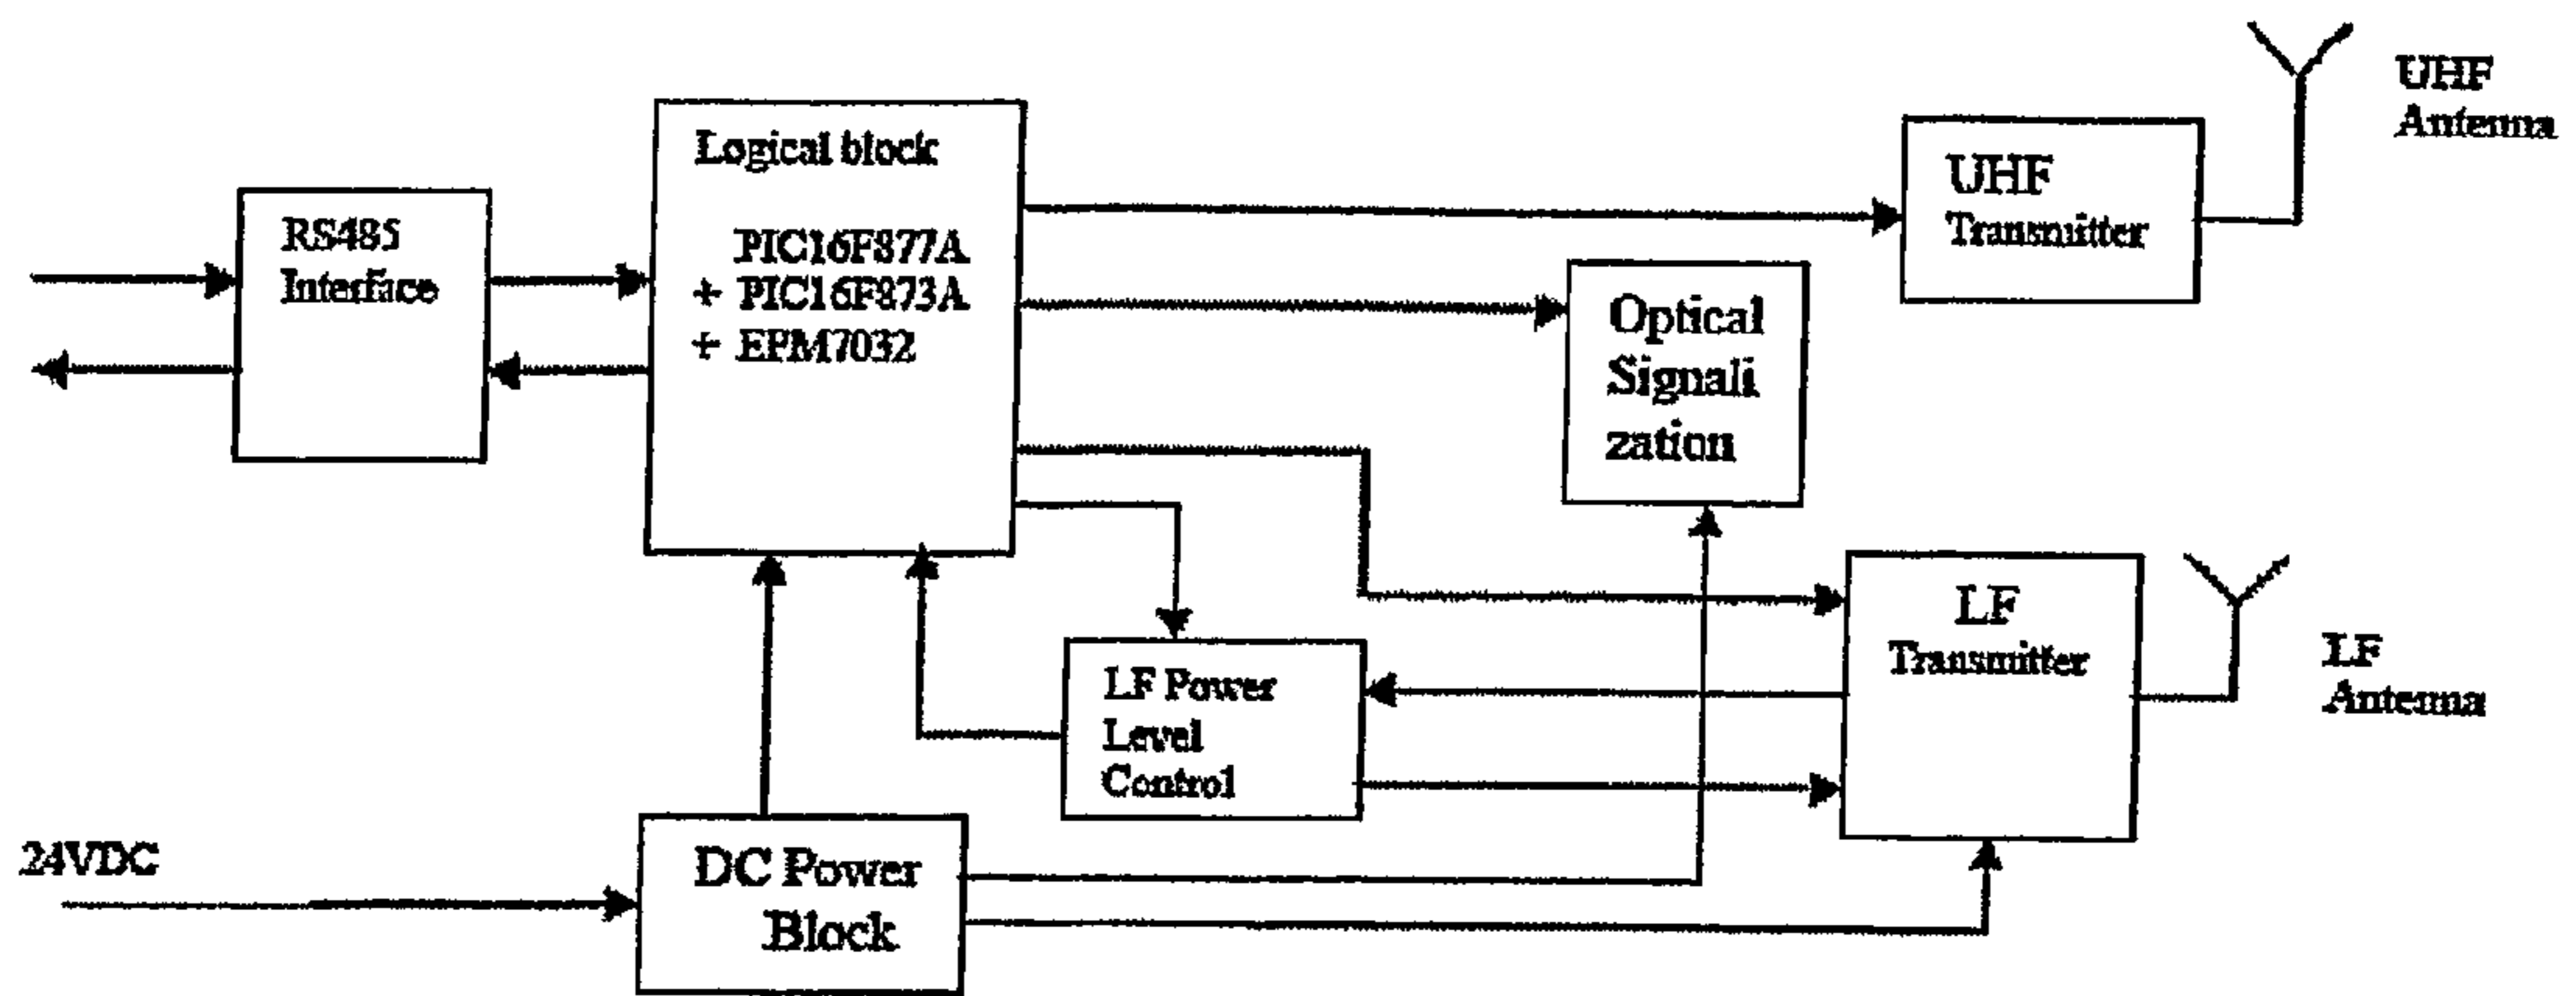 UHF
Antenna
Logical block
PIC16F877A
+ PIC16F873A
+ EPM7032
RS485
Interface
UHF
Transmitter
Optical
Signali
zation
LF
Transmitter
LF
Antenna
LF Power
Level
Control
24VDC
DC Power
Block